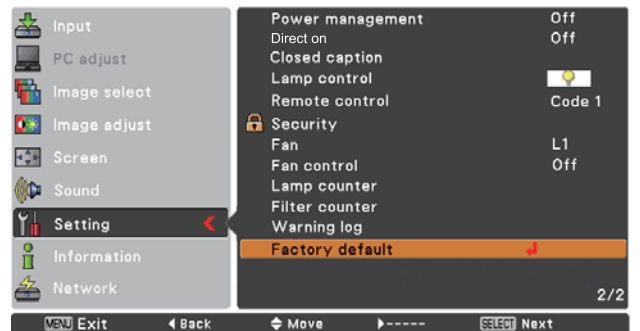 Input
PC adjust
Image select
Image adjust
Screen
Sound
Setting
Information
Network
Power management Off
Direct on Off
Closed caption
Lamp control
Remote control Code 1
Security
Fan L1
Fan control Off
Lamp counter
Filter counter
Warning log
Factory default
2/2
MENU Exit Back Move ----- SELECT Next